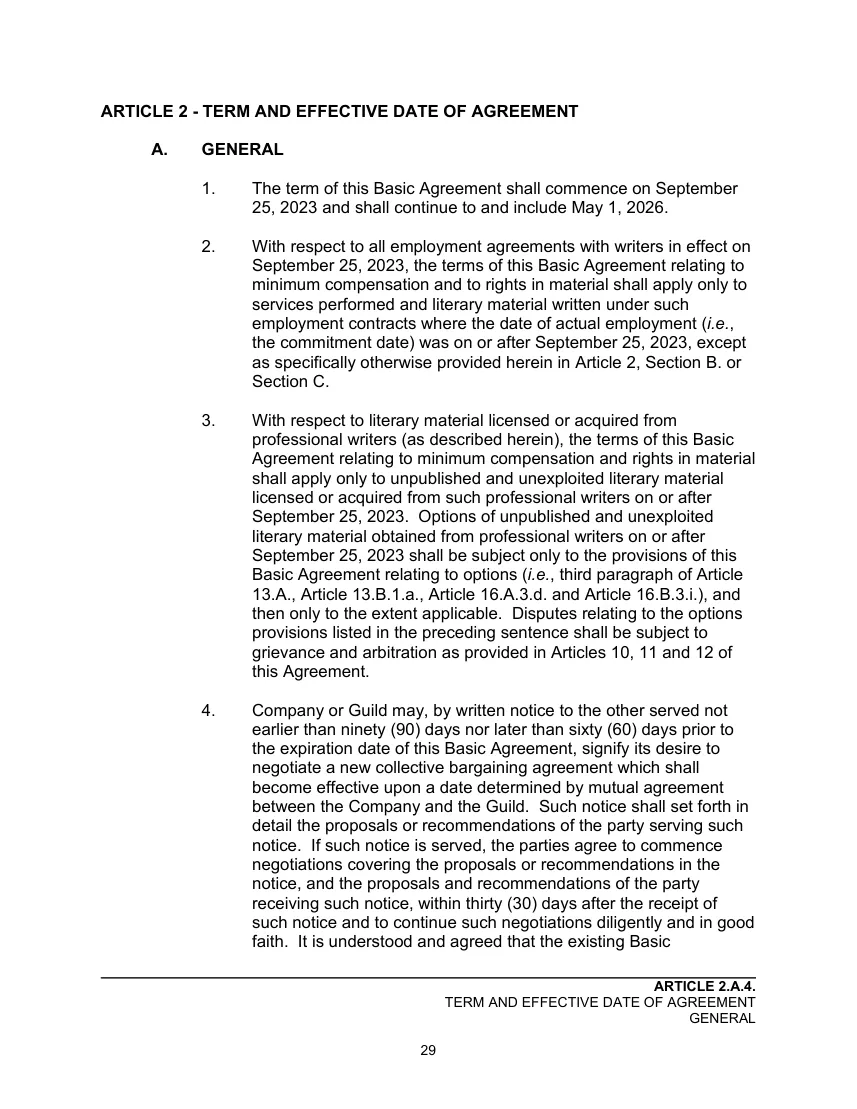 ARTICLE 2 - TERM AND EFFECTIVE DATE OF AGREEMENT
A. GENERAL
1. The term of this Basic Agreement shall commence on September
25, 2023 and shall continue to and include May 1, 2026.
2. With respect to all employment agreements with writers in effect on
September 25, 2023, the terms of this Basic Agreement relating to
minimum compensation and to rights in material shall apply only to
services performed and literary material written under such
employment contracts where the date of actual employment (i.e.,
the commitment date) was on or after September 25, 2023, except
as specifically otherwise provided herein in Article 2, Section B. or
Section C.
3. With respect to literary material licensed or acquired from
professional writers (as described herein), the terms of this Basic
Agreement relating to minimum compensation and rights in material
shall apply only to unpublished and unexploited literary material
licensed or acquired from such professional writers on or after
September 25, 2023.  Options of unpublished and unexploited
literary material obtained from professional writers on or after
September 25, 2023 shall be subject only to the provisions of this
Basic Agreement relating to options (i.e., third paragraph of Article
13.A., Article 13.B.1.a., Article 16.A.3.d. and Article 16.B.3.i.), and
then only to the extent applicable.  Disputes relating to the options
provisions listed in the preceding sentence shall be subject to
grievance and arbitration as provided in Articles 10, 11 and 12 of
this Agreement.
4. Company or Guild may, by written notice to the other served not
earlier than ninety (90) days nor later than sixty (60) days prior to
the expiration date of this Basic Agreement, signify its desire to
negotiate a new collective bargaining agreement which shall
become effective upon a date determined by mutual agreement
between the Company and the Guild.  Such notice shall set forth in
detail the proposals or recommendations of the party serving such
notice.  If such notice is served, the parties agree to commence
negotiations covering the proposals or recommendations in the
notice, and the proposals and recommendations of the party
receiving such notice, within thirty (30) days after the receipt of
such notice and to continue such negotiations diligently and in good
faith.  It is understood and agreed that the existing Basic
ARTICLE 2.A.4.
TERM AND EFFECTIVE DATE OF AGREEMENT
GENERAL
29